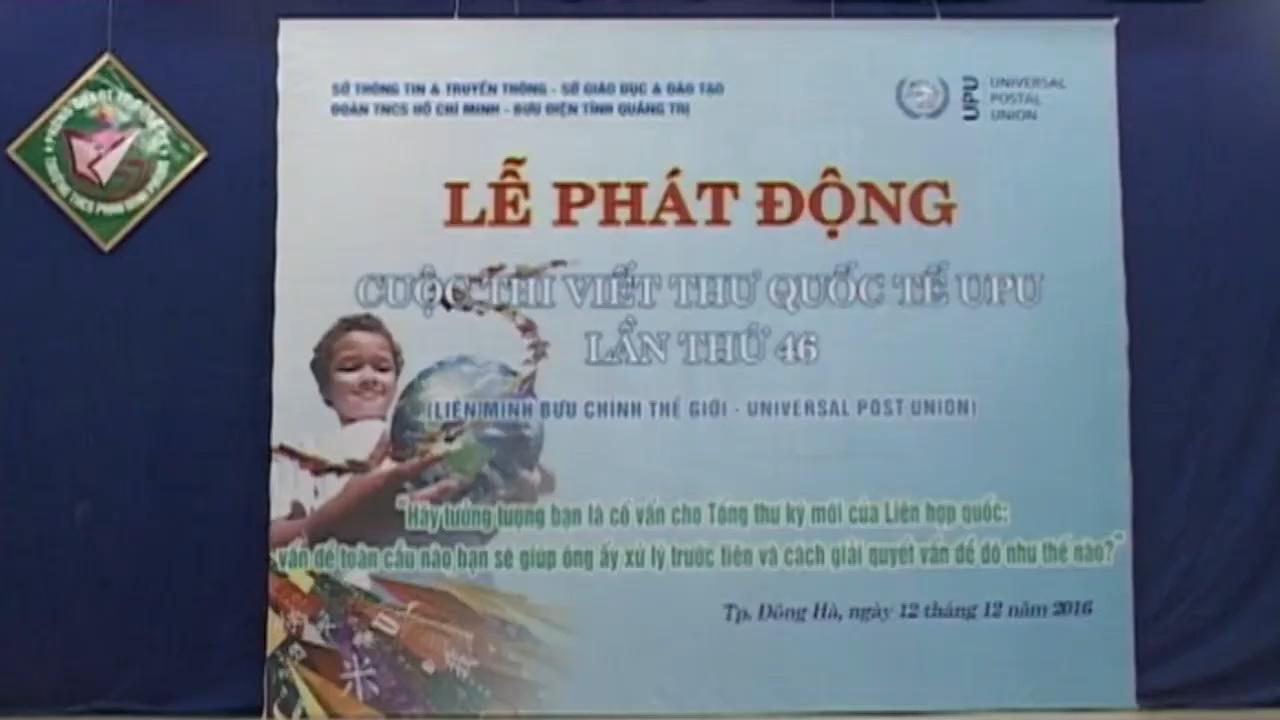 SỞ THÔNG TIN & TRUYỀN THÔNG - SỞ GIÁO DỤC & ĐÀO TẠO
ĐOÀN TNCS HỒ CHÍ MINH - BƯU ĐIỆN TỈNH QUẢNG TRỊ
UPU
UNIVERSAL
POSTAL
UNION
LỄ PHÁT ĐỘNG
CUỘC THI VIẾT THƯ QUỐC TẾ UPU
LẦN THỨ 46
(LIÊN MINH BƯU CHÍNH THẾ GIỚI - UNIVERSAL POST UNION)
"Hãy tưởng tượng bạn là cố vấn cho Tổng thư ký mới của Liên hợp quốc:
vấn đề toàn cầu nào bạn sẽ giúp ông ấy xử lý trước tiên và cách giải quyết vấn đề đó như thế nào?"
Tp. Đông Hà, ngày 12 tháng 12 năm 2016